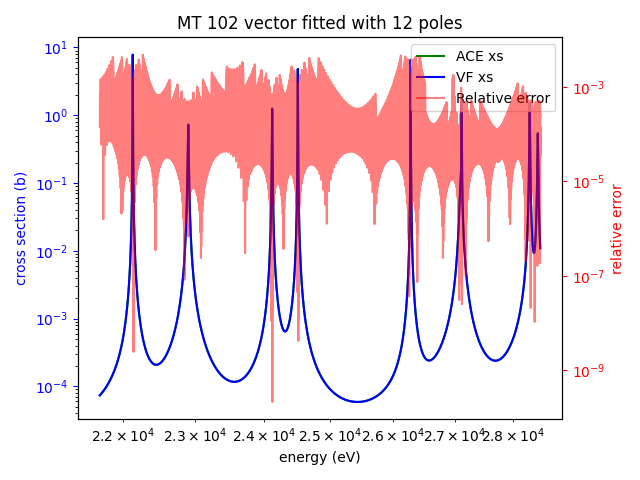 MT 102 vector fitted with 12 poles
ACE xs
VF xs
Relative error
cross section (b)
10¹
10⁰
10⁻¹
10⁻²
10⁻³
10⁻⁴
10⁻³
10⁻⁵
10⁻⁷
10⁻⁹
relative error
2.2 × 10⁴ 2.3 × 10⁴ 2.4 × 10⁴ 2.5 × 10⁴ 2.6 × 10⁴ 2.7 × 10⁴ 2.8 × 10⁴
energy (eV)